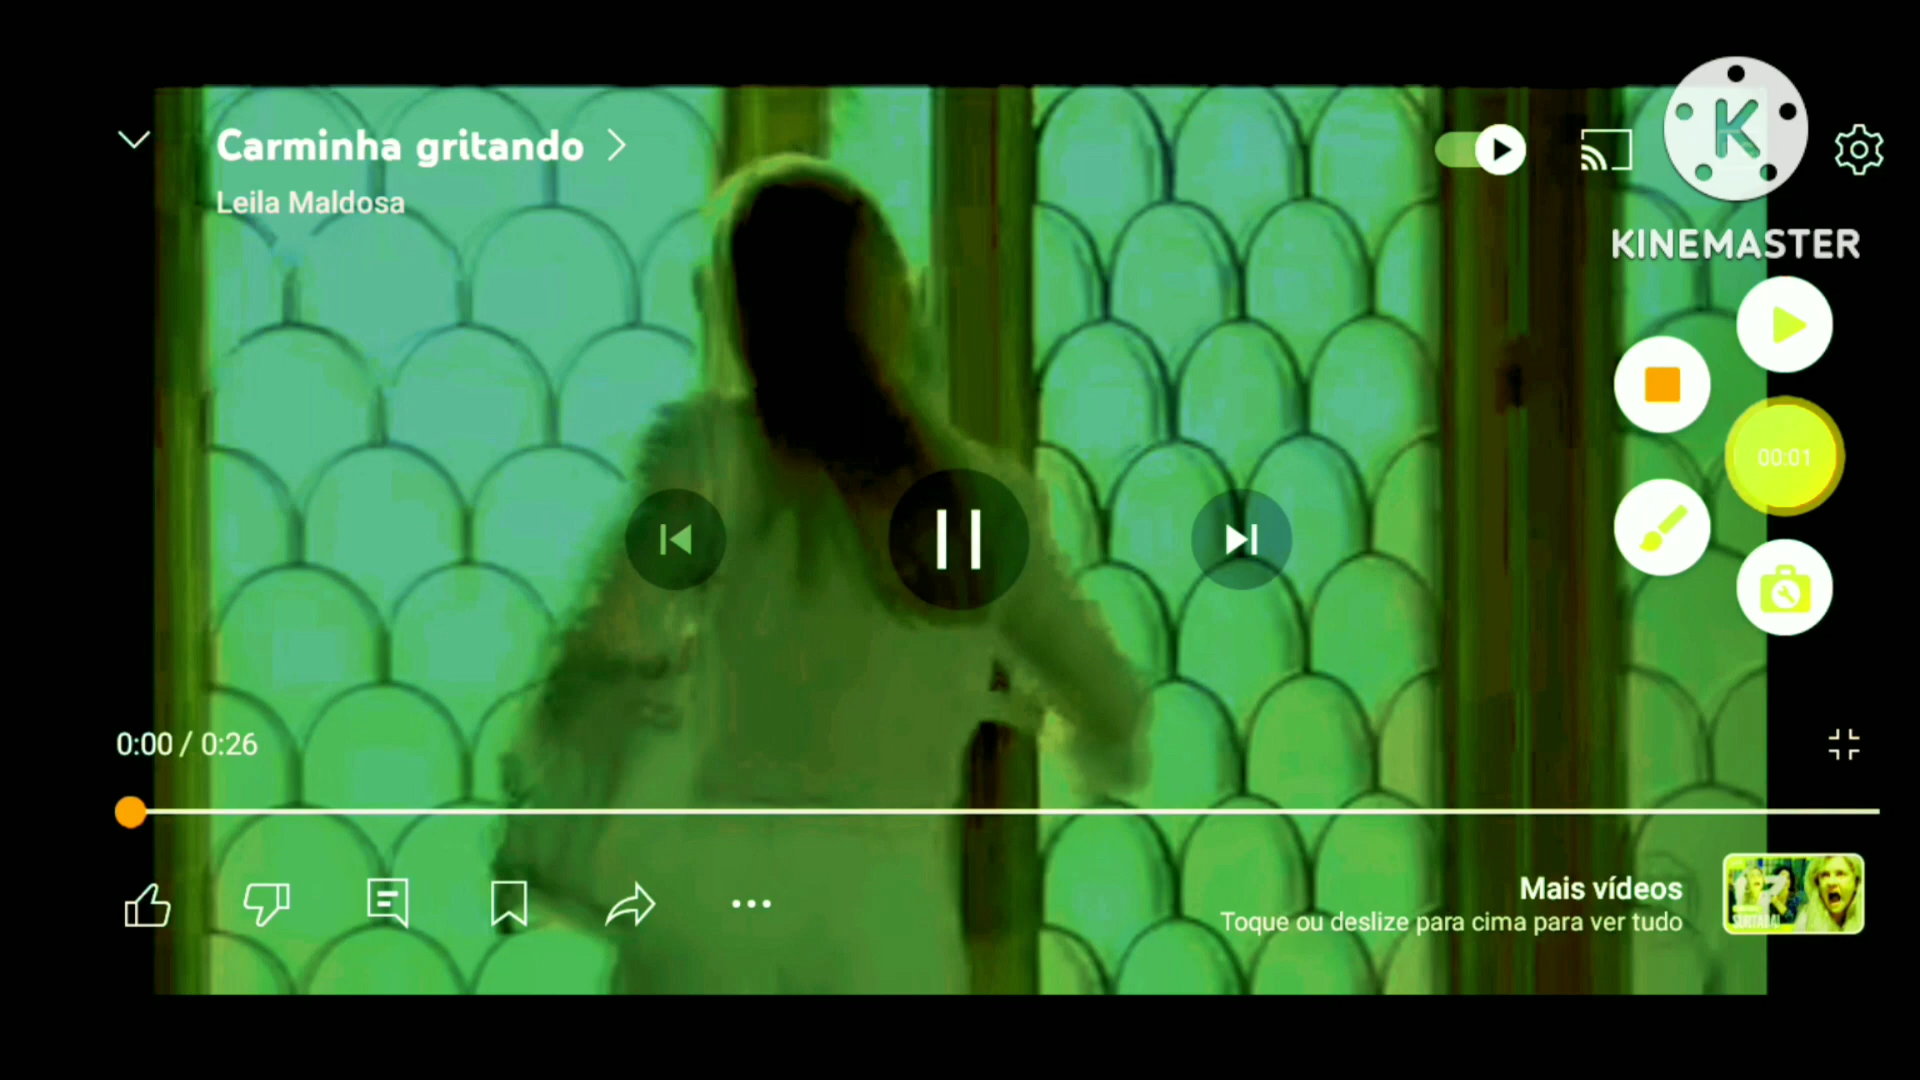 Carminha gritando
Leila Maldosa
K
KINEMASTER
00:01
0:00 / 0:26
Mais vídeos
Toque ou deslize para cima para ver tudo